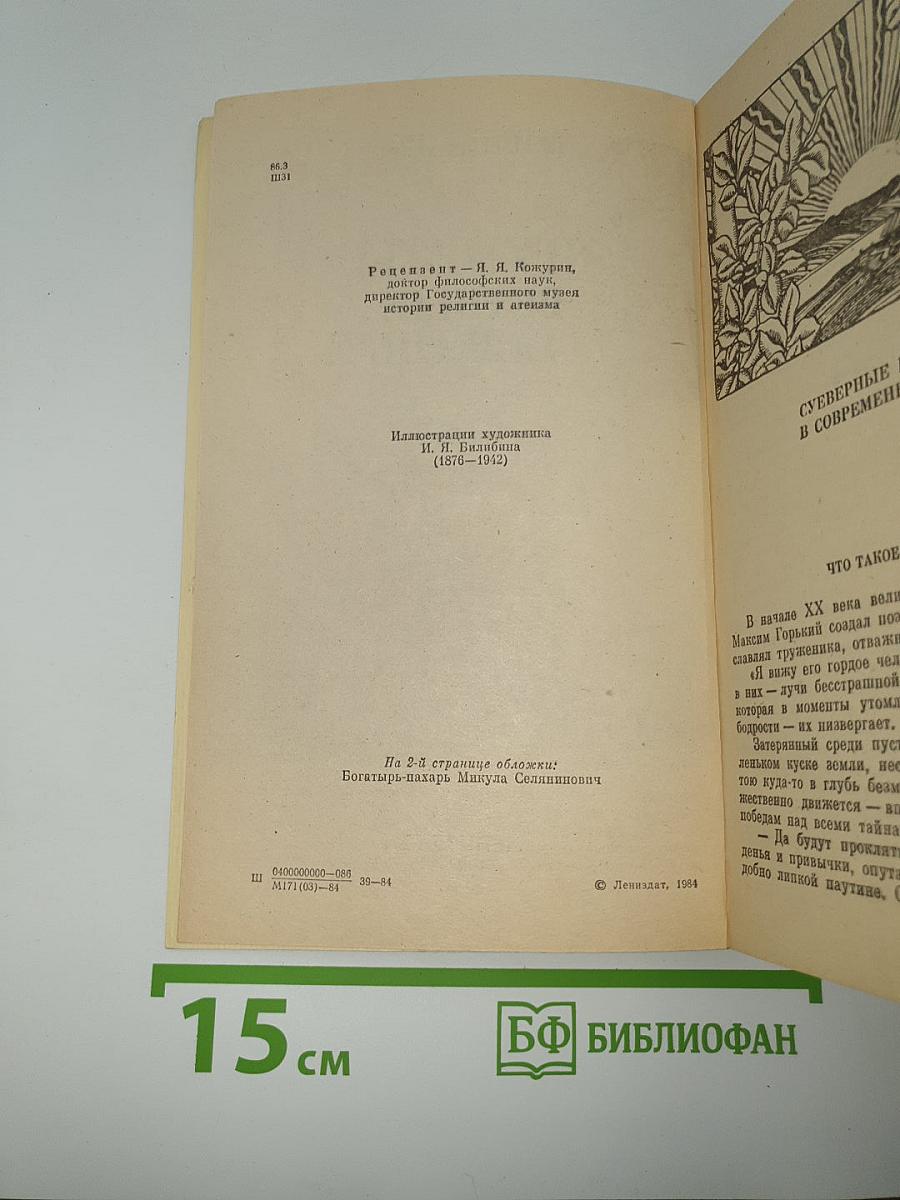 86.3
Ш31
Рецензент — Я. Я. Кожурин,
доктор философских наук,
директор Государственного музея
истории религии и атеизма
Иллюстрации художника
И. Я. Билибина
(1876—1942)
На 2-й странице обложки:
Богатырь-пахарь Микула Селянинович
Ш 0400000000—086
М171(03)—84 39—84
© Лениздат, 1984
СУЕВЕРНЫЕ
В СОВРЕМЕН
ЧТО ТАКОЕ
В начале XX века вели
Максим Горький создал поэ
славлял труженика, отважн
«Я вижу его гордое чел
в них — лучи бесстрашной
которая в моменты утомл
бодрости — их низвергает.
Затерянный среди пуст
леньком куске земли, нес
тою куда-то в глубь безм
жественно движется — вп
победам над всеми тайна
— Да будут проклят
денья и привычки, опута
добно липкой паутине.
15 см
БФ БИБЛИОФАН